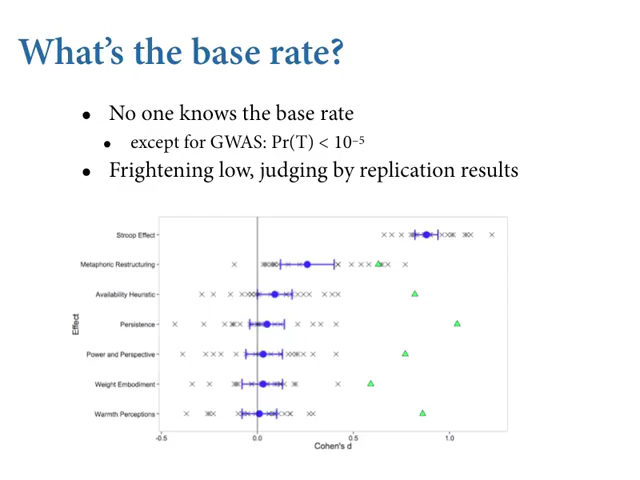 What's the base rate?
• No one knows the base rate
• except for GWAS: Pr(T) < 10–5
• Frightening low, judging by replication results
Stroop Effect
Metaphoric Restructuring
Availability Heuristic
Persistence
Power and Perspective
Weight Embodiment
Warmth Perceptions
Effect
-0.5 0.0 0.5 1.0
Cohen's d